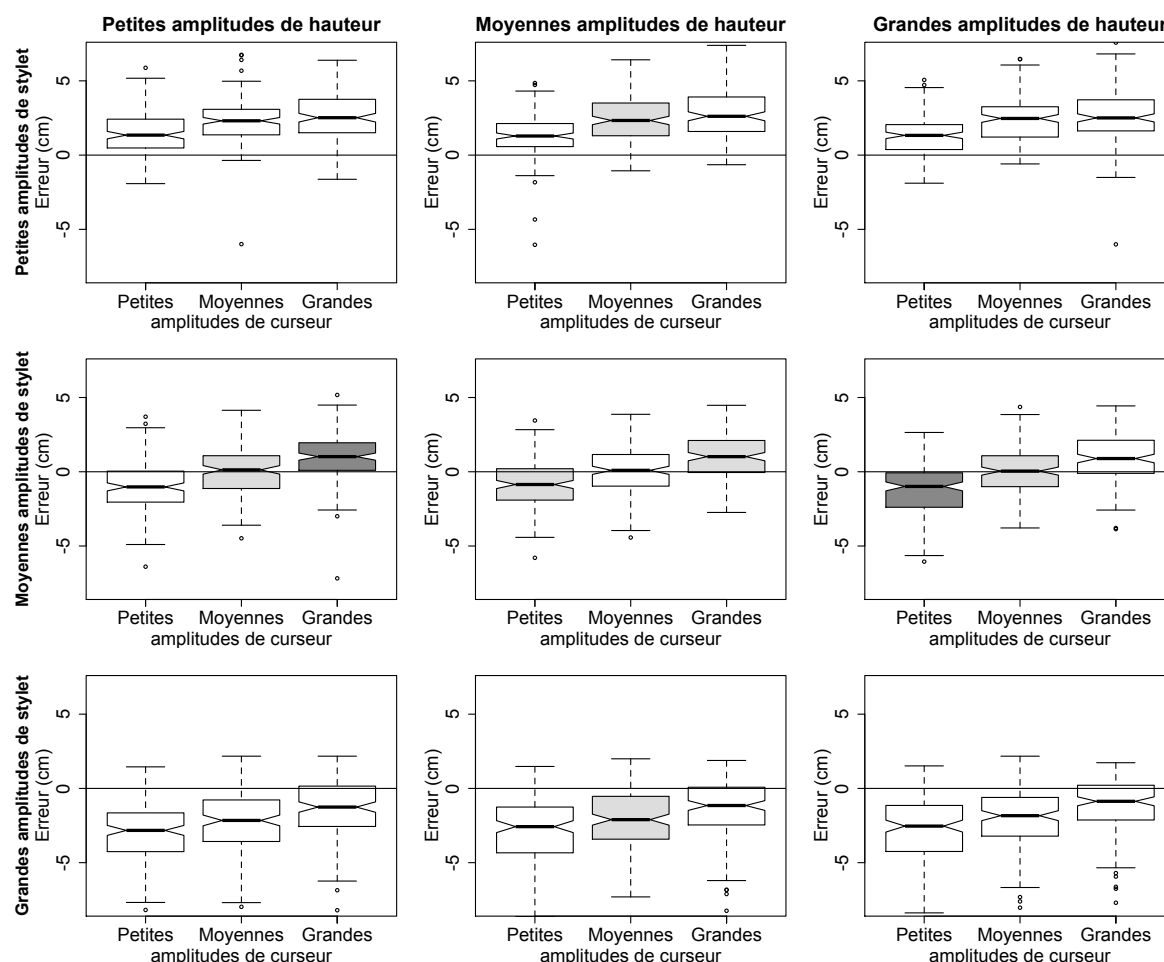 Petites amplitudes de hauteur
Moyennes amplitudes de hauteur
Grandes amplitudes de hauteur
Petites amplitudes de stylet
Erreur (cm)
5
0
-5
Petites Moyennes Grandes
amplitudes de curseur
Erreur (cm)
5
0
-5
Petites Moyennes Grandes
amplitudes de curseur
Erreur (cm)
5
0
-5
Petites Moyennes Grandes
amplitudes de curseur
Moyennes amplitudes de stylet
Erreur (cm)
5
0
-5
Petites Moyennes Grandes
amplitudes de curseur
Erreur (cm)
5
0
-5
Petites Moyennes Grandes
amplitudes de curseur
Erreur (cm)
5
0
-5
Petites Moyennes Grandes
amplitudes de curseur
Grandes amplitudes de stylet
Erreur (cm)
5
0
-5
Petites Moyennes Grandes
amplitudes de curseur
Erreur (cm)
5
0
-5
Petites Moyennes Grandes
amplitudes de curseur
Erreur (cm)
5
0
-5
Petites Moyennes Grandes
amplitudes de curseur